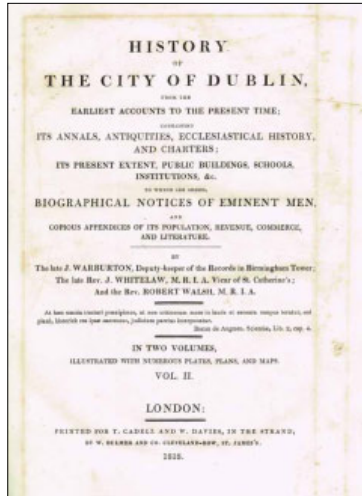 HISTORY
OF
THE CITY OF DUBLIN,
FROM THE
EARLIEST ACCOUNTS TO THE PRESENT TIME;
CONTAINING
ITS ANNALS, ANTIQUITIES, ECCLESIASTICAL HISTORY,
AND CHARTERS;
ITS PRESENT EXTENT, PUBLIC BUILDINGS, SCHOOLS,
INSTITUTIONS, &c.
TO WHICH ARE ADDED,
BIOGRAPHICAL NOTICES OF EMINENT MEN,
AND
COPIOUS APPENDICES OF ITS POPULATION, REVENUE, COMMERCE,
AND LITERATURE.
BY
The late J. WARBURTON, Deputy-keeper of the Records in Birmingham Tower;
The late Rev. J. WHITELAW, M. R. I. A. Vicar of St. Catherine's;
And the Rev. ROBERT WALSH, M. R. I. A.
IN TWO VOLUMES,
ILLUSTRATED WITH NUMEROUS PLATES, PLANS, AND MAPS.
VOL. II.
LONDON:
PRINTED FOR T. CADELL AND W. DAVIES, IN THE STRAND;
BY W. BULMER AND CO. CLEVELAND-ROW, ST. JAMES'S.
1818.